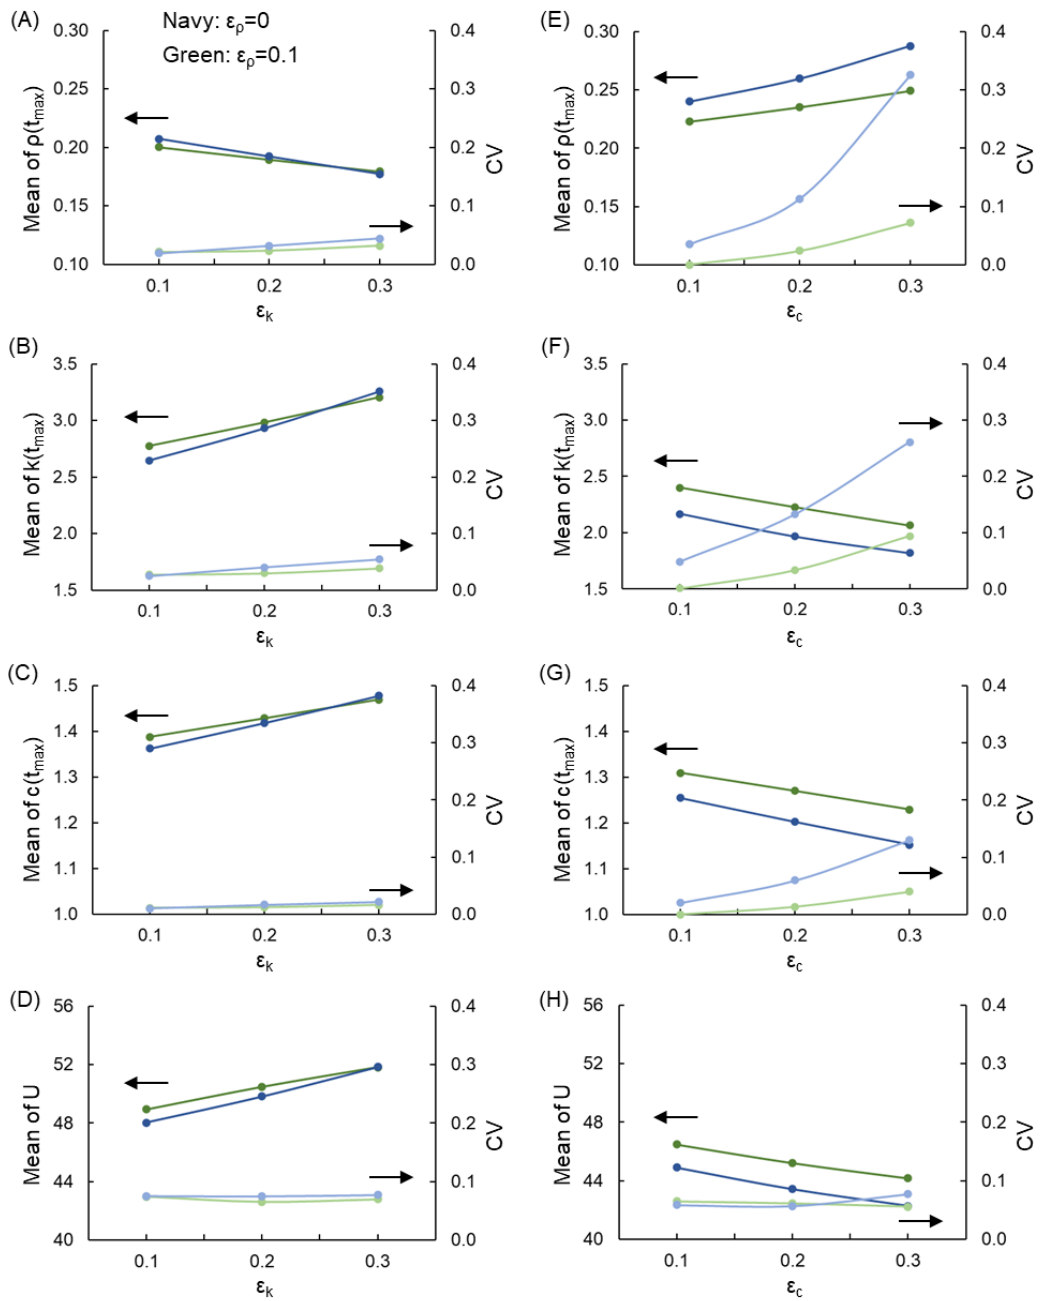 (A)
Navy: ερ=0
Green: ερ=0.1
0.30
0.25
0.20
0.15
0.10
Mean of ρ(tmax)
0.4
0.3
0.2
0.1
0.0
CV
0.1 0.2 0.3
εk
(E)
0.30
0.25
0.20
0.15
0.10
Mean of ρ(tmax)
0.4
0.3
0.2
0.1
0.0
CV
0.1 0.2 0.3
εc
(B)
3.5
3.0
2.5
2.0
1.5
Mean of k(tmax)
0.4
0.3
0.2
0.1
0.0
CV
0.1 0.2 0.3
εk
(F)
3.5
3.0
2.5
2.0
1.5
Mean of k(tmax)
0.4
0.3
0.2
0.1
0.0
CV
0.1 0.2 0.3
εc
(C)
1.5
1.4
1.3
1.2
1.1
1.0
Mean of c(tmax)
0.4
0.3
0.2
0.1
0.0
CV
0.1 0.2 0.3
εk
(G)
1.5
1.4
1.3
1.2
1.1
1.0
Mean of c(tmax)
0.4
0.3
0.2
0.1
0.0
CV
0.1 0.2 0.3
εc
(D)
56
52
48
44
40
Mean of U
0.4
0.3
0.2
0.1
0.0
CV
0.1 0.2 0.3
εk
(H)
56
52
48
44
40
Mean of U
0.4
0.3
0.2
0.1
0.0
CV
0.1 0.2 0.3
εc